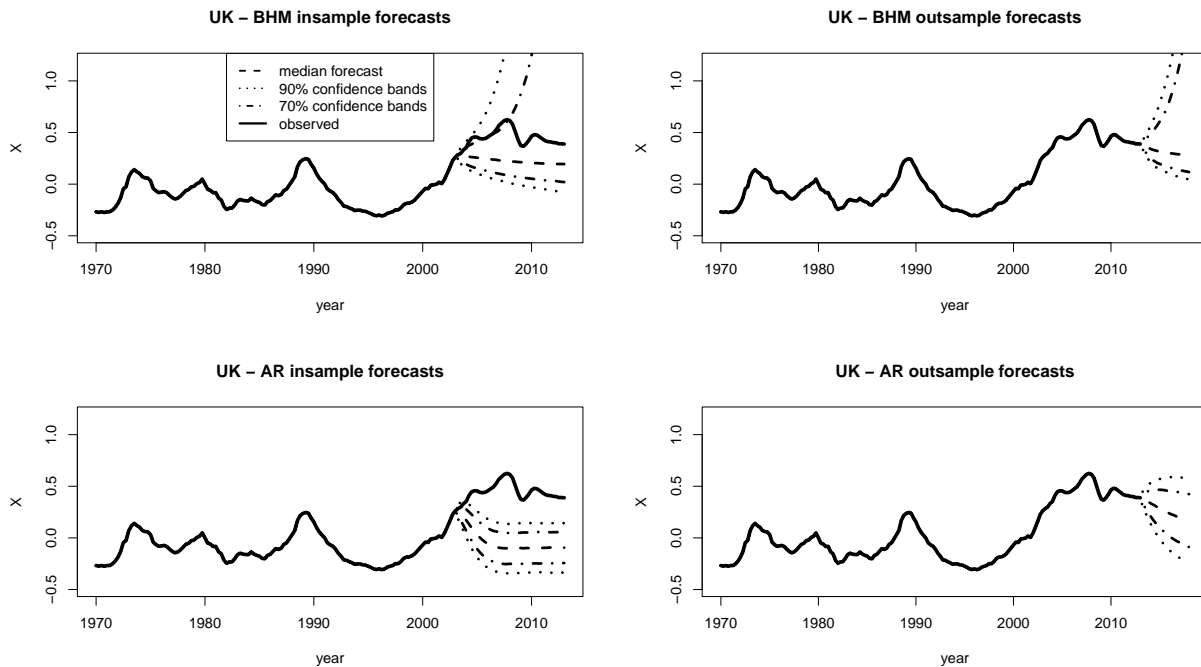 UK – BHM insample forecasts
X
1.0
0.5
0.0
−0.5
median forecast
90% confidence bands
70% confidence bands
observed
1970 1980 1990 2000 2010
year
UK – BHM outsample forecasts
X
1.0
0.5
0.0
−0.5
1970 1980 1990 2000 2010
year
UK – AR insample forecasts
X
1.0
0.5
0.0
−0.5
1970 1980 1990 2000 2010
year
UK – AR outsample forecasts
X
1.0
0.5
0.0
−0.5
1970 1980 1990 2000 2010
year